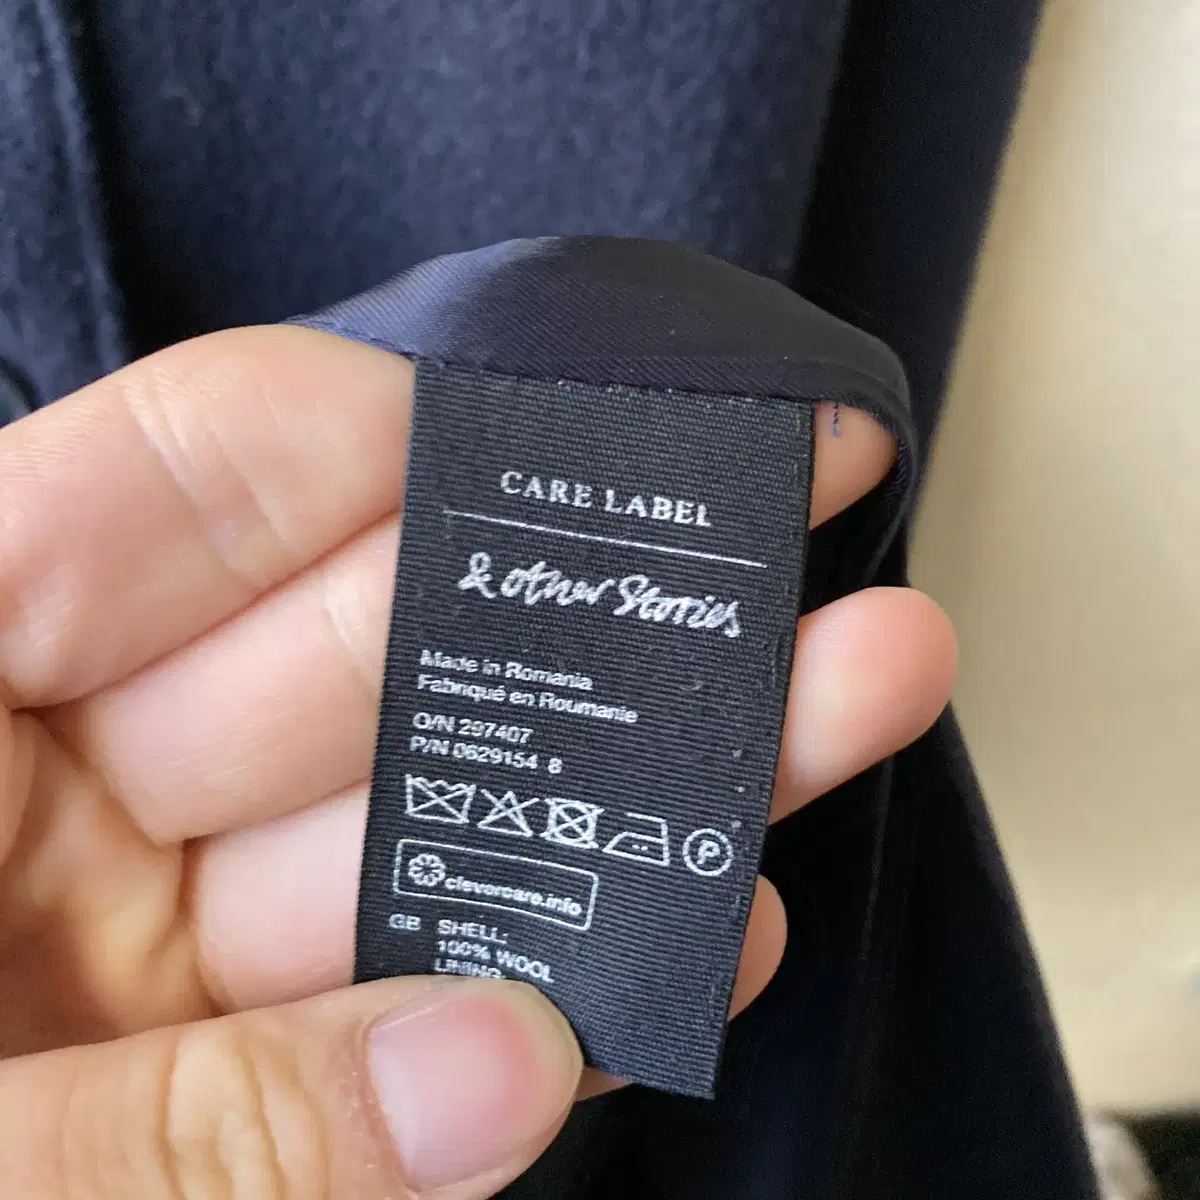 CARE LABEL
& other Stories
Made in Romania
Fabriqué en Roumanie
O/N 297407
P/N 0629154 8
P
clevercare.info
GB SHELL:
100% WOOL
LINING